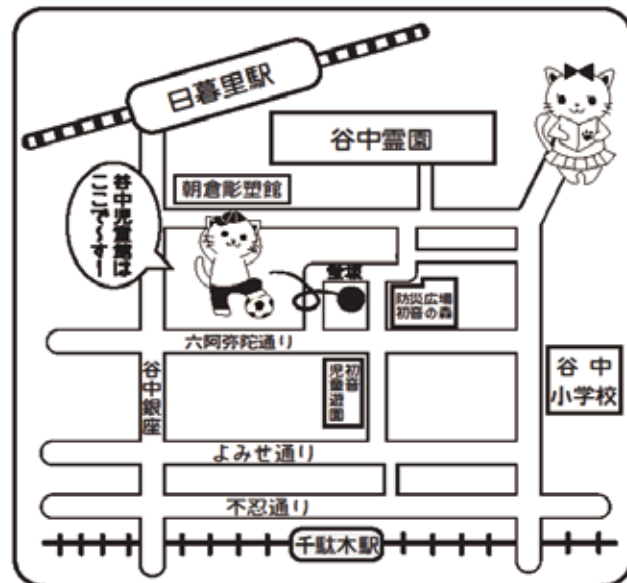 日暮里駅
谷中霊園
朝倉彫塑館
谷中児童館は
ここで〜す!
蛍坂
防災広場
初音の森
六阿弥陀通り
谷中銀座
初音
児童遊園
谷中
小学校
よみせ通り
不忍通り
千駄木駅